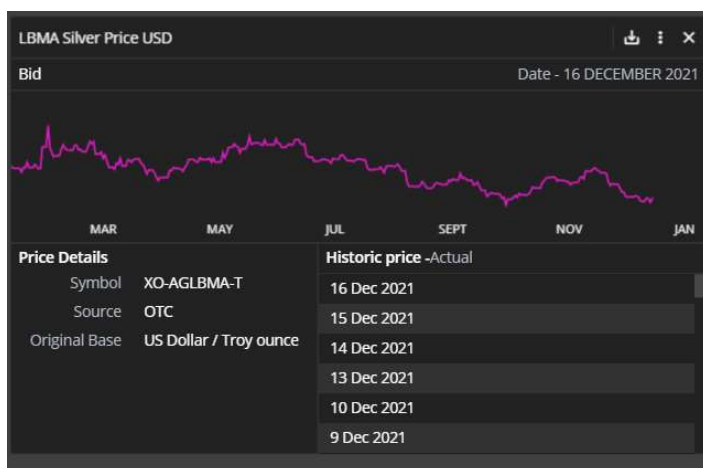 LBMA Silver Price USD
Bid Date - 16 DECEMBER 2021
MAR MAY JUL SEPT NOV JAN
Price Details
Symbol XO-AGLBMA-T
Source OTC
Original Base US Dollar / Troy ounce
Historic price -Actual
16 Dec 2021
15 Dec 2021
14 Dec 2021
13 Dec 2021
10 Dec 2021
9 Dec 2021